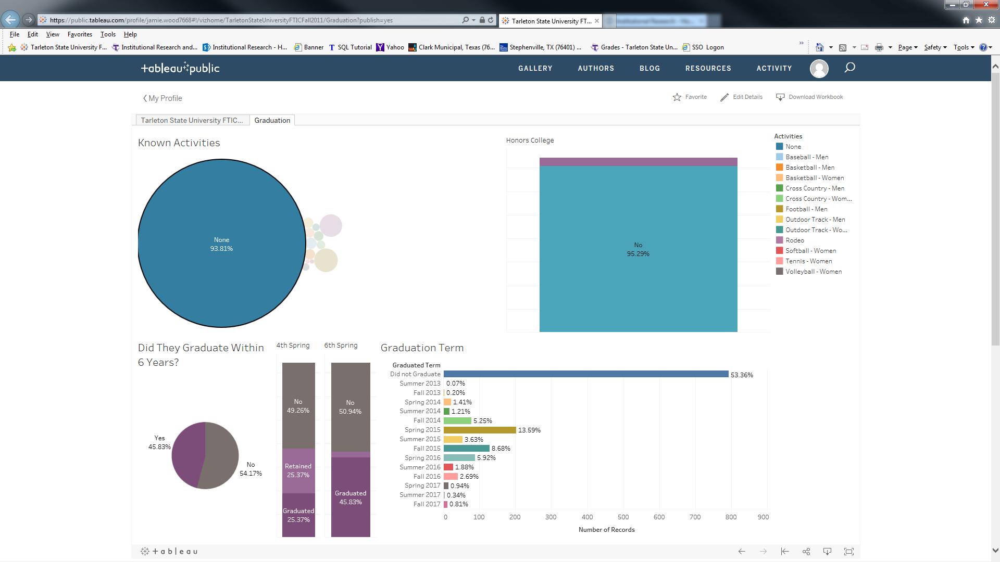 https://public.tableau.com/profile/jamie.wood7668#!/vizhome/TarletonStateUniversityFTICFall2011/Graduation?publish=yes
Tarleton State University FT...
File Edit View Favorites Tools Help
Tarleton State University F... Institutional Research and... Institutional Research - H... Banner SQL Tutorial Yahoo Clark Municipal, Texas (76... Stephenville, TX (76401) ... Grades - Tarleton State Un... SSO Logon
Page Safety Tools
tableau public
GALLERY AUTHORS BLOG RESOURCES ACTIVITY
My Profile
Favorite Edit Details Download Workbook
Tarleton State University FTIC... Graduation
Known Activities
None
93.81%
Honors College
No
95.29%
Activities
None
Baseball - Men
Basketball - Men
Basketball - Women
Cross Country - Men
Cross Country - Wom...
Football - Men
Outdoor Track - Men
Outdoor Track - Wo...
Rodeo
Softball - Women
Tennis - Women
Volleyball - Women
Did They Graduate Within
6 Years?
Yes
45.83%
No
54.17%
4th Spring
No
49.26%
Retained
25.37%
Graduated
25.37%
6th Spring
No
50.94%
Graduated
45.83%
Graduation Term
Graduated Term
Did not Graduate 53.36%
Summer 2013 0.07%
Fall 2013 0.20%
Spring 2014 1.41%
Summer 2014 1.21%
Fall 2014 5.25%
Spring 2015 13.59%
Summer 2015 3.63%
Fall 2015 8.68%
Spring 2016 5.92%
Summer 2016 1.88%
Fall 2016 2.69%
Spring 2017 0.94%
Summer 2017 0.34%
Fall 2017 0.81%
0 100 200 300 400 500 600 700 800 900
Number of Records
tableau